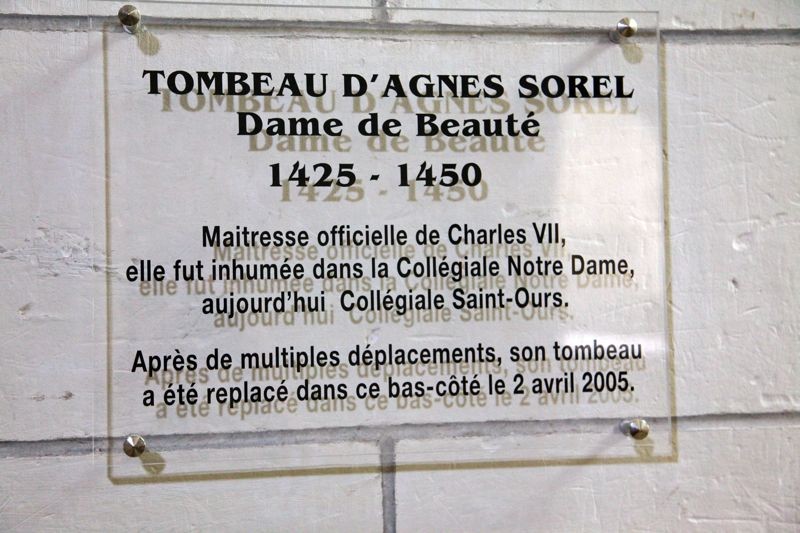 TOMBEAU D'AGNES SOREL
Dame de Beauté
1425 - 1450
Maitresse officielle de Charles VII,
elle fut inhumée dans la Collégiale Notre Dame,
aujourd'hui Collégiale Saint-Ours.
Après de multiples déplacements, son tombeau
a été replacé dans ce bas-côté le 2 avril 2005.